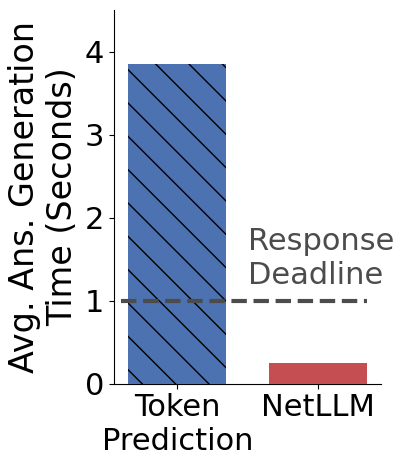 Avg. Ans. Generation
Time (Seconds)
4
3
2
1
0
Response
Deadline
Token
Prediction
NetLLM